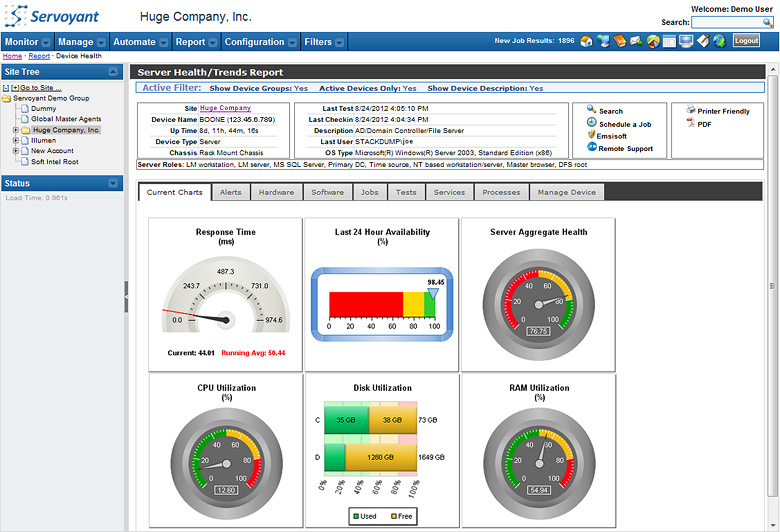 Servoyant
Huge Company, Inc.
Welcome: Demo User
Search:
Monitor Manage Automate Report Configuration Filters New Job Results: 1896 Logout
Home · Report · Device Health
Site Tree
[-] [+]Go to Site ...
Servoyant Demo Group
Dummy
Global Master Agents
Huge Company, Inc.
Illumen
New Account
Soft Intel Root
Status
Load Time: 0.961s
Server Health/Trends Report
Active Filter: Show Device Groups: Yes Active Devices Only: Yes Show Device Description: Yes
Site Huge Company
Device Name BOONE (123.45.6.789)
Up Time 8d, 11h, 44m, 16s
Device Type Server
Chassis Rack Mount Chassis
Last Test 8/24/2012 4:05:10 PM
Last Checkin 8/24/2012 4:04:34 PM
Description AD/Domain Controller/File Server
Last User STACKDUMP\joe
OS Type Microsoft(R) Windows(R) Server 2003, Standard Edition (x86)
Search
Schedule a Job
Emsisoft
Remote Support
Printer Friendly
PDF
Server Roles: LM workstation, LM server, MS SQL Server, Primary DC, Time source, NT based workstation/server, Master browser, DFS root
Current Charts Alerts Hardware Software Jobs Tests Services Processes Manage Device
Response Time
(ms)
487.3
243.7 731.0
0.0 974.6
Current: 44.01 Running Avg: 50.44
Last 24 Hour Availability
(%)
98.45
0 20 40 60 80 100
Server Aggregate Health
40 60
20 80
0 100
76.75
CPU Utilization
(%)
40 60
20 80
0 100
12.80
Disk Utilization
C 35 GB 38 GB 73 GB
D 1280 GB 1649 GB
0% 20% 40% 60% 80% 100%
Used Free
RAM Utilization
(%)
40 60
20 80
0 100
54.94